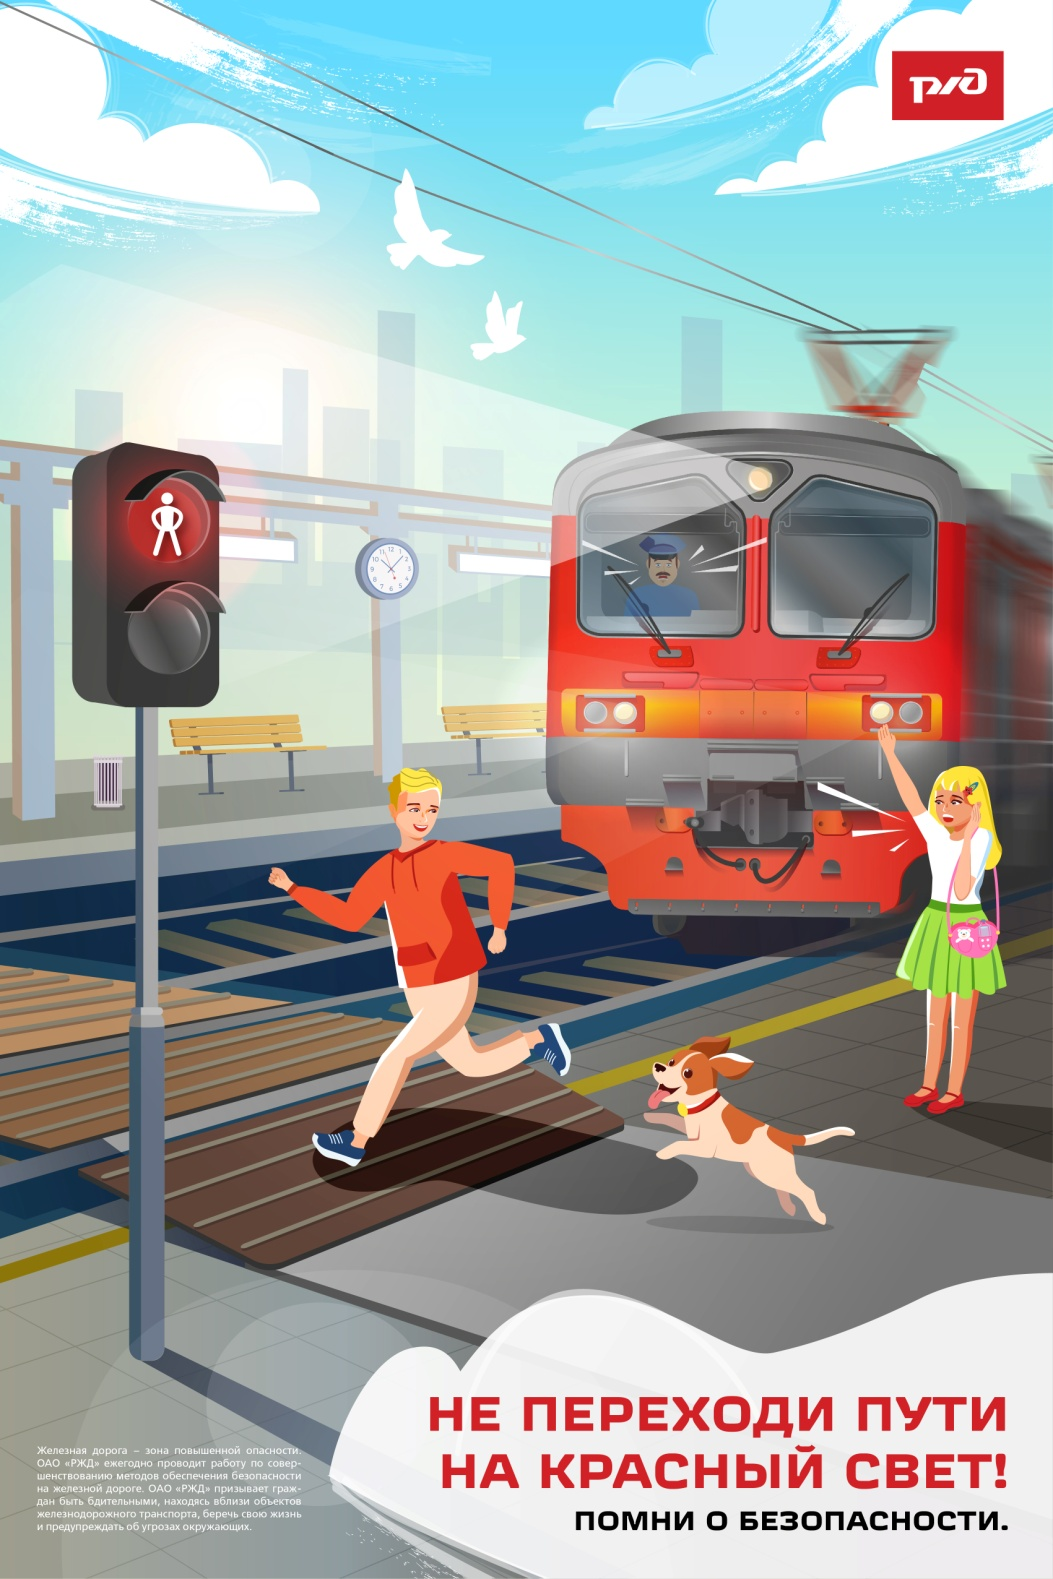 ржд
НЕ ПЕРЕХОДИ ПУТИ
НА КРАСНЫЙ СВЕТ!
ПОМНИ О БЕЗОПАСНОСТИ.
Железная дорога – зона повышенной опасности.
ОАО «РЖД» ежегодно проводит работу по совер-
шенствованию методов обеспечения безопасности
на железной дороге. ОАО «РЖД» призывает граж-
дан быть бдительными, находясь вблизи объектов
железнодорожного транспорта, беречь свою жизнь
и предупреждать об угрозах окружающих.